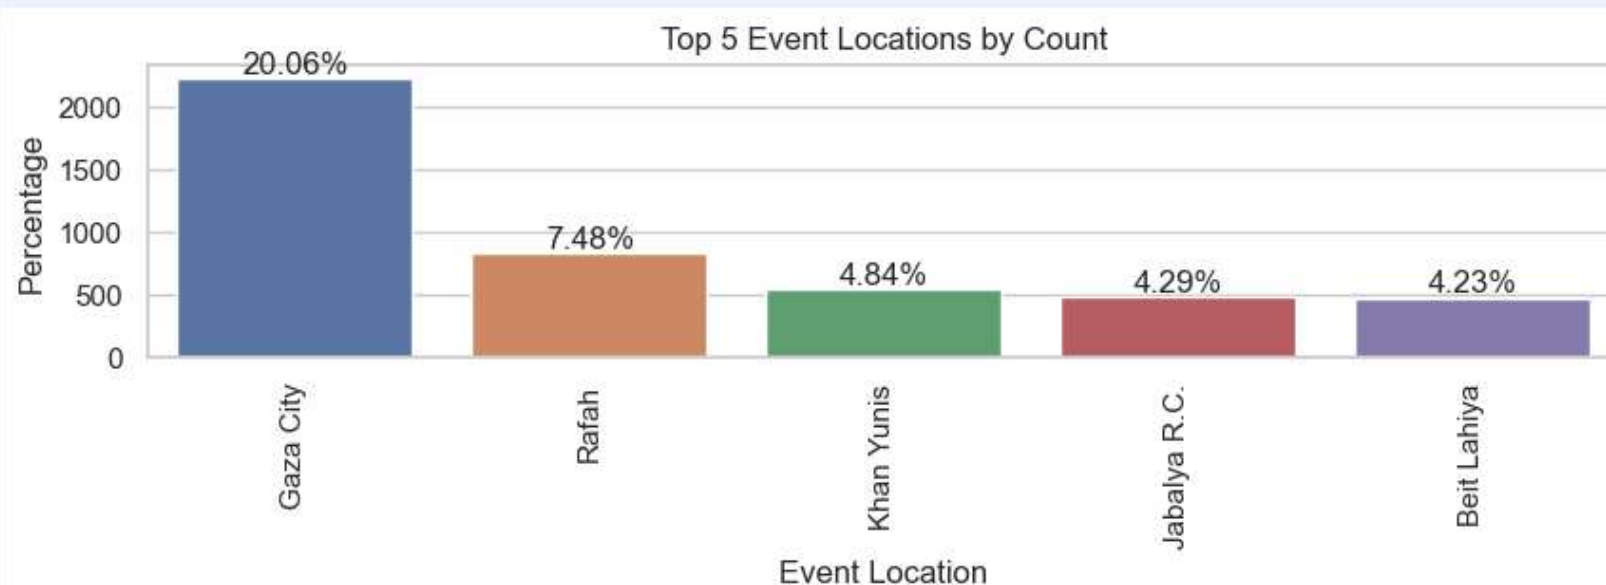 Top 5 Event Locations by Count
20.06%
7.48%
4.84%
4.29%
4.23%
2000
1500
1000
500
0
Percentage
Gaza City
Rafah
Khan Yunis
Jabalya R.C.
Beit Lahiya
Event Location